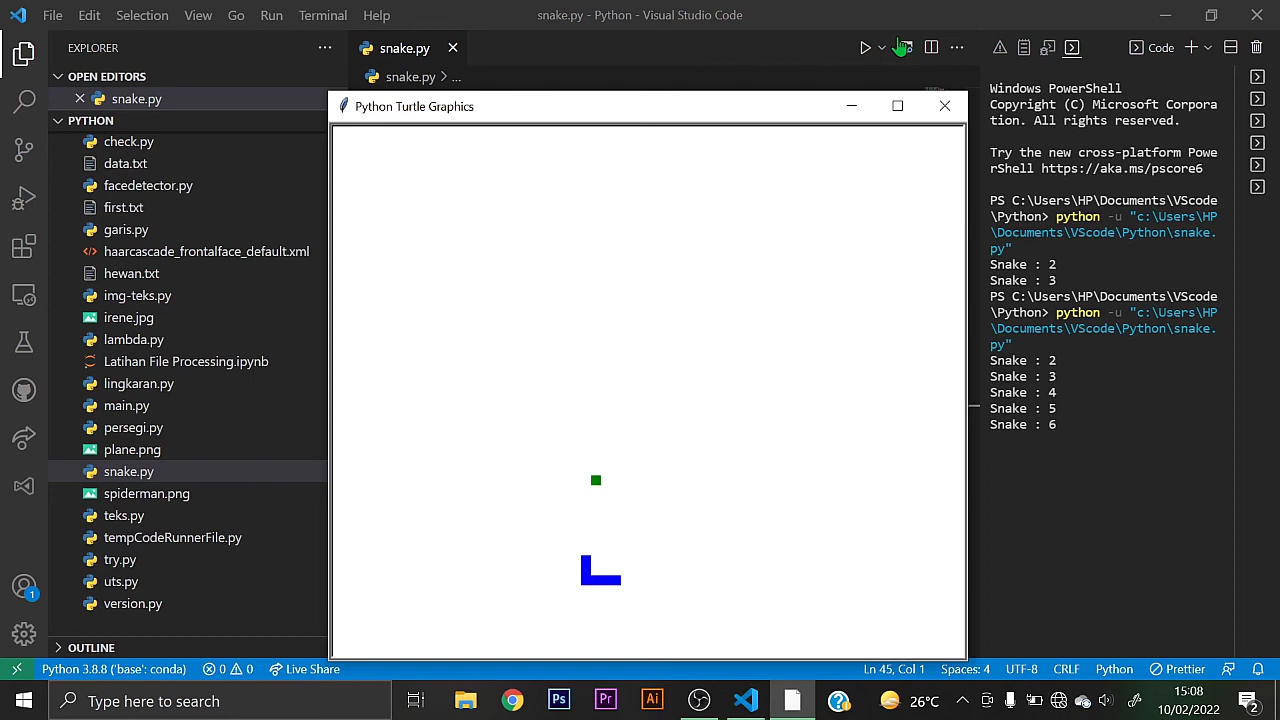 File Edit Selection View Go Run Terminal Help
snake.py - Python - Visual Studio Code
EXPLORER
OPEN EDITORS
snake.py
PYTHON
check.py
data.txt
facedetector.py
first.txt
garis.py
haarcascade_frontalface_default.xml
hewan.txt
img-teks.py
irene.jpg
lambda.py
Latihan File Processing.ipynb
lingkaran.py
main.py
persegi.py
plane.png
snake.py
spiderman.png
teks.py
tempCodeRunnerFile.py
try.py
uts.py
version.py
OUTLINE
snake.py
snake.py > ...
Python Turtle Graphics
Code
Windows PowerShell
Copyright (C) Microsoft Corpora
tion. All rights reserved.
Try the new cross-platform Powe
rShell https://aka.ms/pscore6
PS C:\Users\HP\Documents\VScode
\Python> python -u "c:\Users\HP
\Documents\VScode\Python\snake.
py"
Snake : 2
Snake : 3
PS C:\Users\HP\Documents\VScode
\Python> python -u "c:\Users\HP
\Documents\VScode\Python\snake.
py"
Snake : 2
Snake : 3
Snake : 4
Snake : 5
Snake : 6
1
Python 3.8.8 ('base': conda) 0 0 Live Share
Ln 45, Col 1 Spaces: 4 UTF-8 CRLF Python Prettier
Type here to search
Ps Pr Ai
26°C
15:08
10/02/2022
2